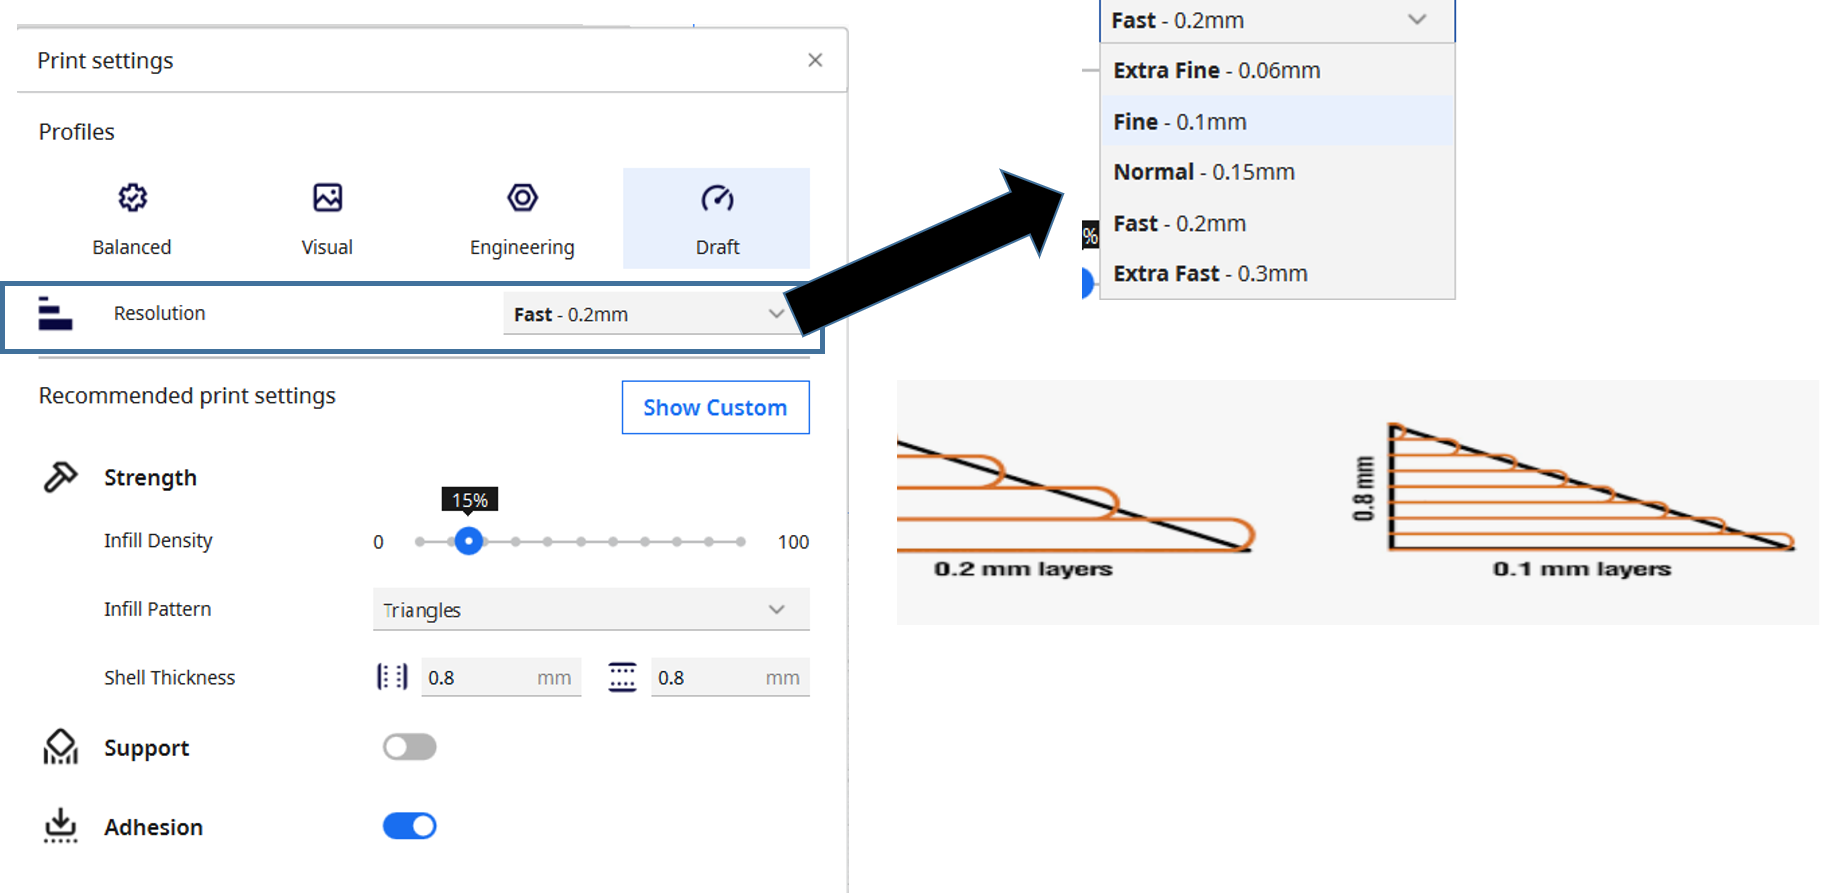 Print settings
Profiles
Balanced
Visual
Engineering
Draft
Resolution
Fast - 0.2mm
Recommended print settings
Show Custom
Strength
15%
Infill Density
0
100
Infill Pattern
Triangles
Shell Thickness
0.8 mm
0.8 mm
Support
Adhesion
Fast - 0.2mm
Extra Fine - 0.06mm
Fine - 0.1mm
Normal - 0.15mm
%
Fast - 0.2mm
Extra Fast - 0.3mm
0.2 mm layers
0.8 mm
0.1 mm layers